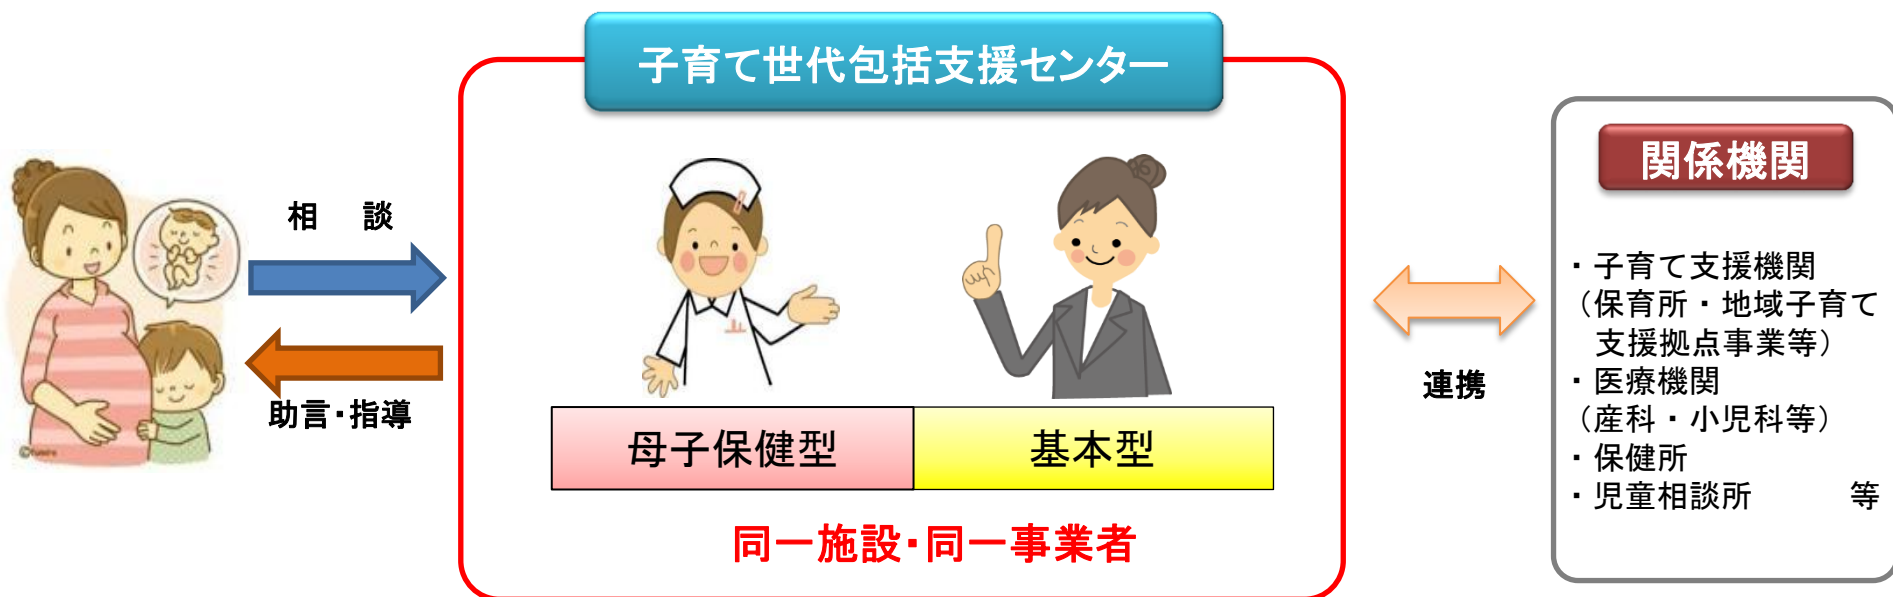 子育て世代包括支援センター
相　談
助言・指導
母子保健型
基本型
同一施設・同一事業者
連携
関係機関
・子育て支援機関
（保育所・地域子育て
支援拠点事業等）
・医療機関
（産科・小児科等）
・保健所
・児童相談所　　　等